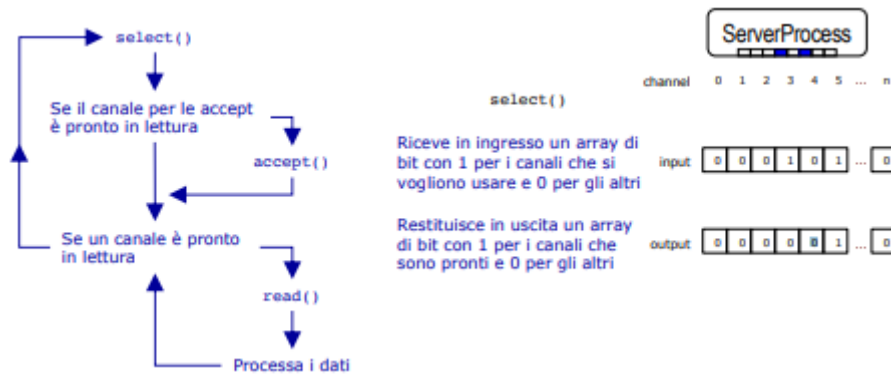 select()
Se il canale per le accept
è pronto in lettura
accept()
Se un canale è pronto
in lettura
read()
Processa i dati
select()
Riceve in ingresso un array di
bit con 1 per i canali che si
vogliono usare e 0 per gli altri
Restituisce in uscita un array
di bit con 1 per i canali che
sono pronti e 0 per gli altri
ServerProcess
channel 0 1 2 3 4 5 ... n
input 0 0 0 1 0 1 ... 0
output 0 0 0 0 0 1 ... 0